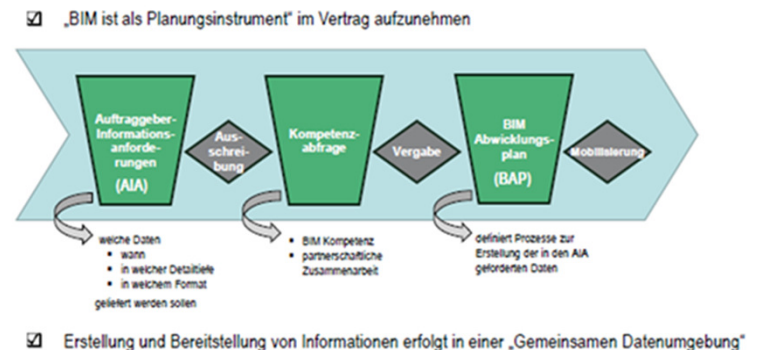 „BIM ist als Planungsinstrument“ im Vertrag aufzunehmen
Auftraggeber-
Informations-
anforde-
rungen
(AIA)
Aus-
schrei-
bung
Kompetenz-
abfrage
Vergabe
BIM
Abwicklungs-
plan
(BAP)
Mobilisierung
welche Daten
▪ wann
▪ in welcher Detailtiefe
▪ in welchem Format
geliefert werden sollen
▪ BIM Kompetenz
▪ partnerschaftliche
Zusammenarbeit
definiert Prozesse zur
Erstellung der in den AIA
geforderten Daten
Erstellung und Bereitstellung von Informationen erfolgt in einer „Gemeinsamen Datenumgebung“